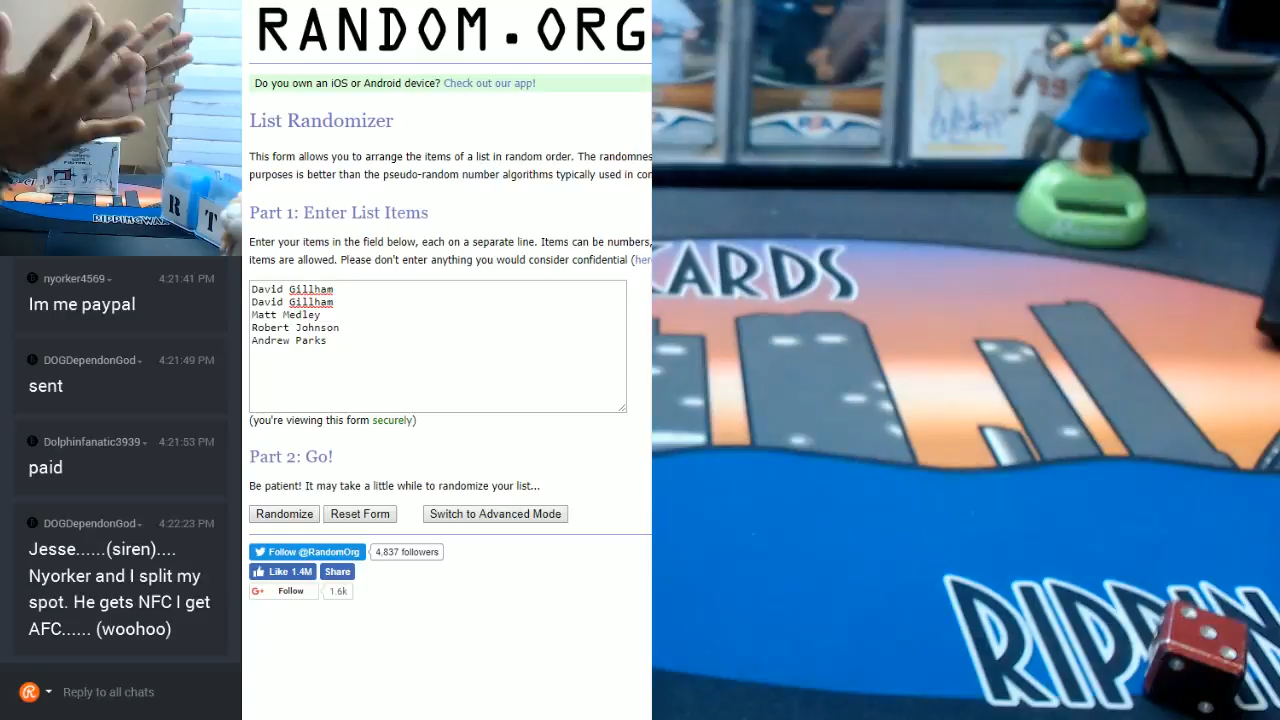 RANDOM.ORG
Do you own an iOS or Android device? Check out our app!
List Randomizer
This form allows you to arrange the items of a list in random order. The randomnes
purposes is better than the pseudo-random number algorithms typically used in co
Part 1: Enter List Items
Enter your items in the field below, each on a separate line. Items can be numbers,
items are allowed. Please don't enter anything you would consider confidential (her
David Gillham
David Gillham
Matt Medley
Robert Johnson
Andrew Parks
(you're viewing this form securely)
Part 2: Go!
Be patient! It may take a little while to randomize your list...
Randomize Reset Form Switch to Advanced Mode
Follow @RandomOrg 4,837 followers
Like 1.4M Share
G+ Follow 1.6k
RIPPINGWA
R T
nyorker4569 4:21:41 PM
Im me paypal
DOGDependonGod 4:21:49 PM
sent
Dolphinfanatic3939 4:21:53 PM
paid
DOGDependonGod 4:22:23 PM
Jesse......(siren)....
Nyorker and I split my
spot. He gets NFC I get
AFC...... (woohoo)
Reply to all chats
99
PSA
CARDS
RIPPIN